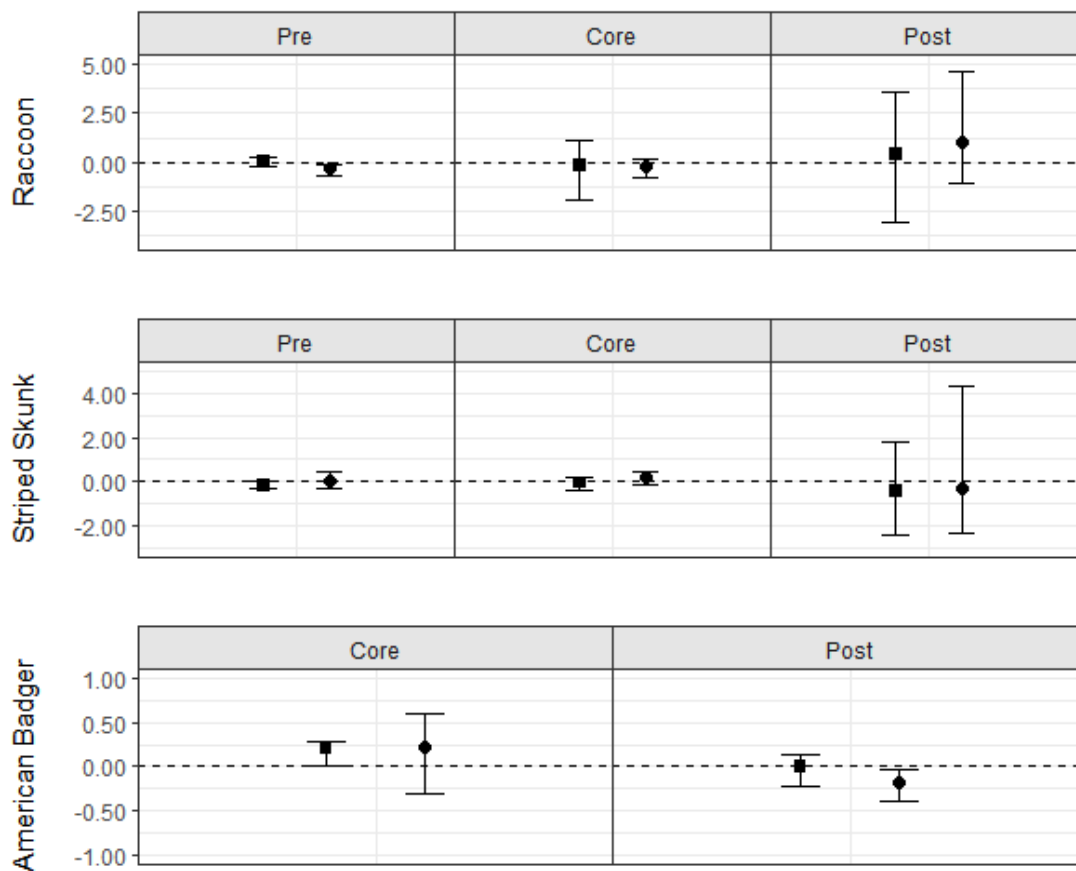 Pre Core Post
Raccoon
5.00
2.50
0.00
-2.50
Pre Core Post
Striped Skunk
4.00
2.00
0.00
-2.00
Core Post
American Badger
1.00
0.50
0.00
-0.50
-1.00